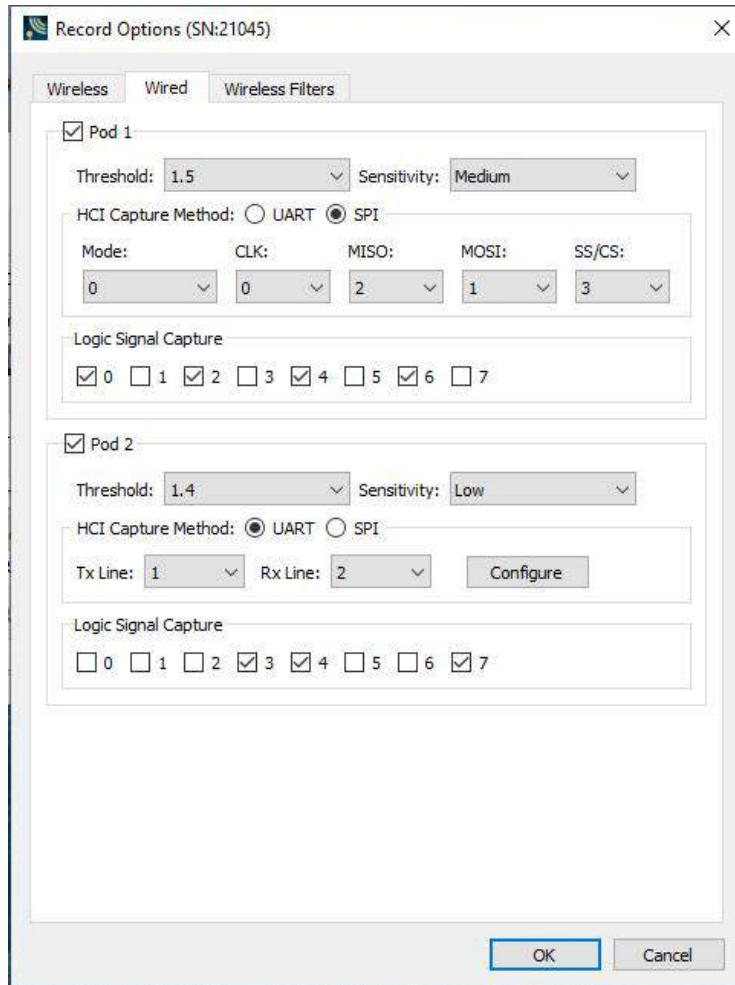 Record Options (SN:21045)
Wireless Wired Wireless Filters
Pod 1
Threshold: 1.5 Sensitivity: Medium
HCI Capture Method: UART SPI
Mode: CLK: MISO: MOSI: SS/CS:
0 0 2 1 3
Logic Signal Capture
0 1 2 3 4 5 6 7
Pod 2
Threshold: 1.4 Sensitivity: Low
HCI Capture Method: UART SPI
Tx Line: 1 Rx Line: 2 Configure
Logic Signal Capture
0 1 2 3 4 5 6 7
OK Cancel